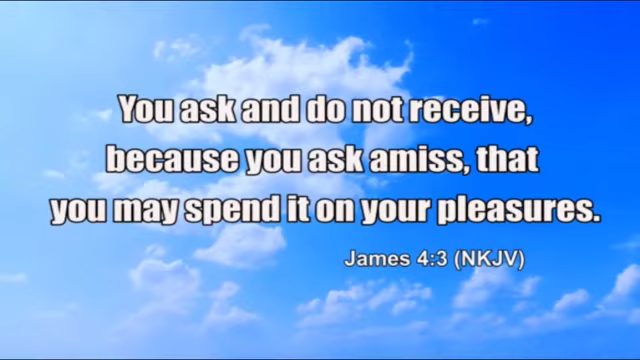 You ask and do not receive,
because you ask amiss, that
you may spend it on your pleasures.
James 4:3 (NKJV)